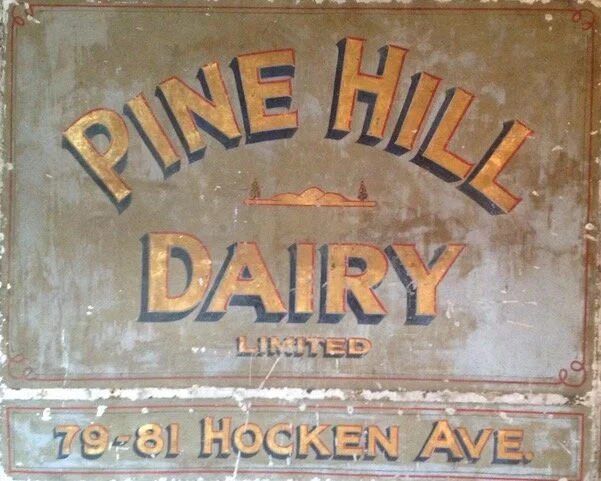 PINE HILL
DAIRY
LIMITED
79-81 HOCKEN AVE.